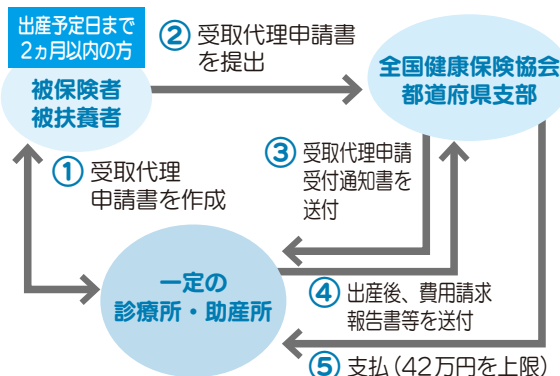 出産予定日まで
2ヵ月以内の方
被保険者
被扶養者
② 受取代理申請書
を提出
全国健康保険協会
都道府県支部
① 受取代理
申請書を作成
③ 受取代理申請
受付通知書を
送付
一定の
診療所・助産所
④ 出産後、費用請求
報告書等を送付
⑤ 支払(42万円を上限)